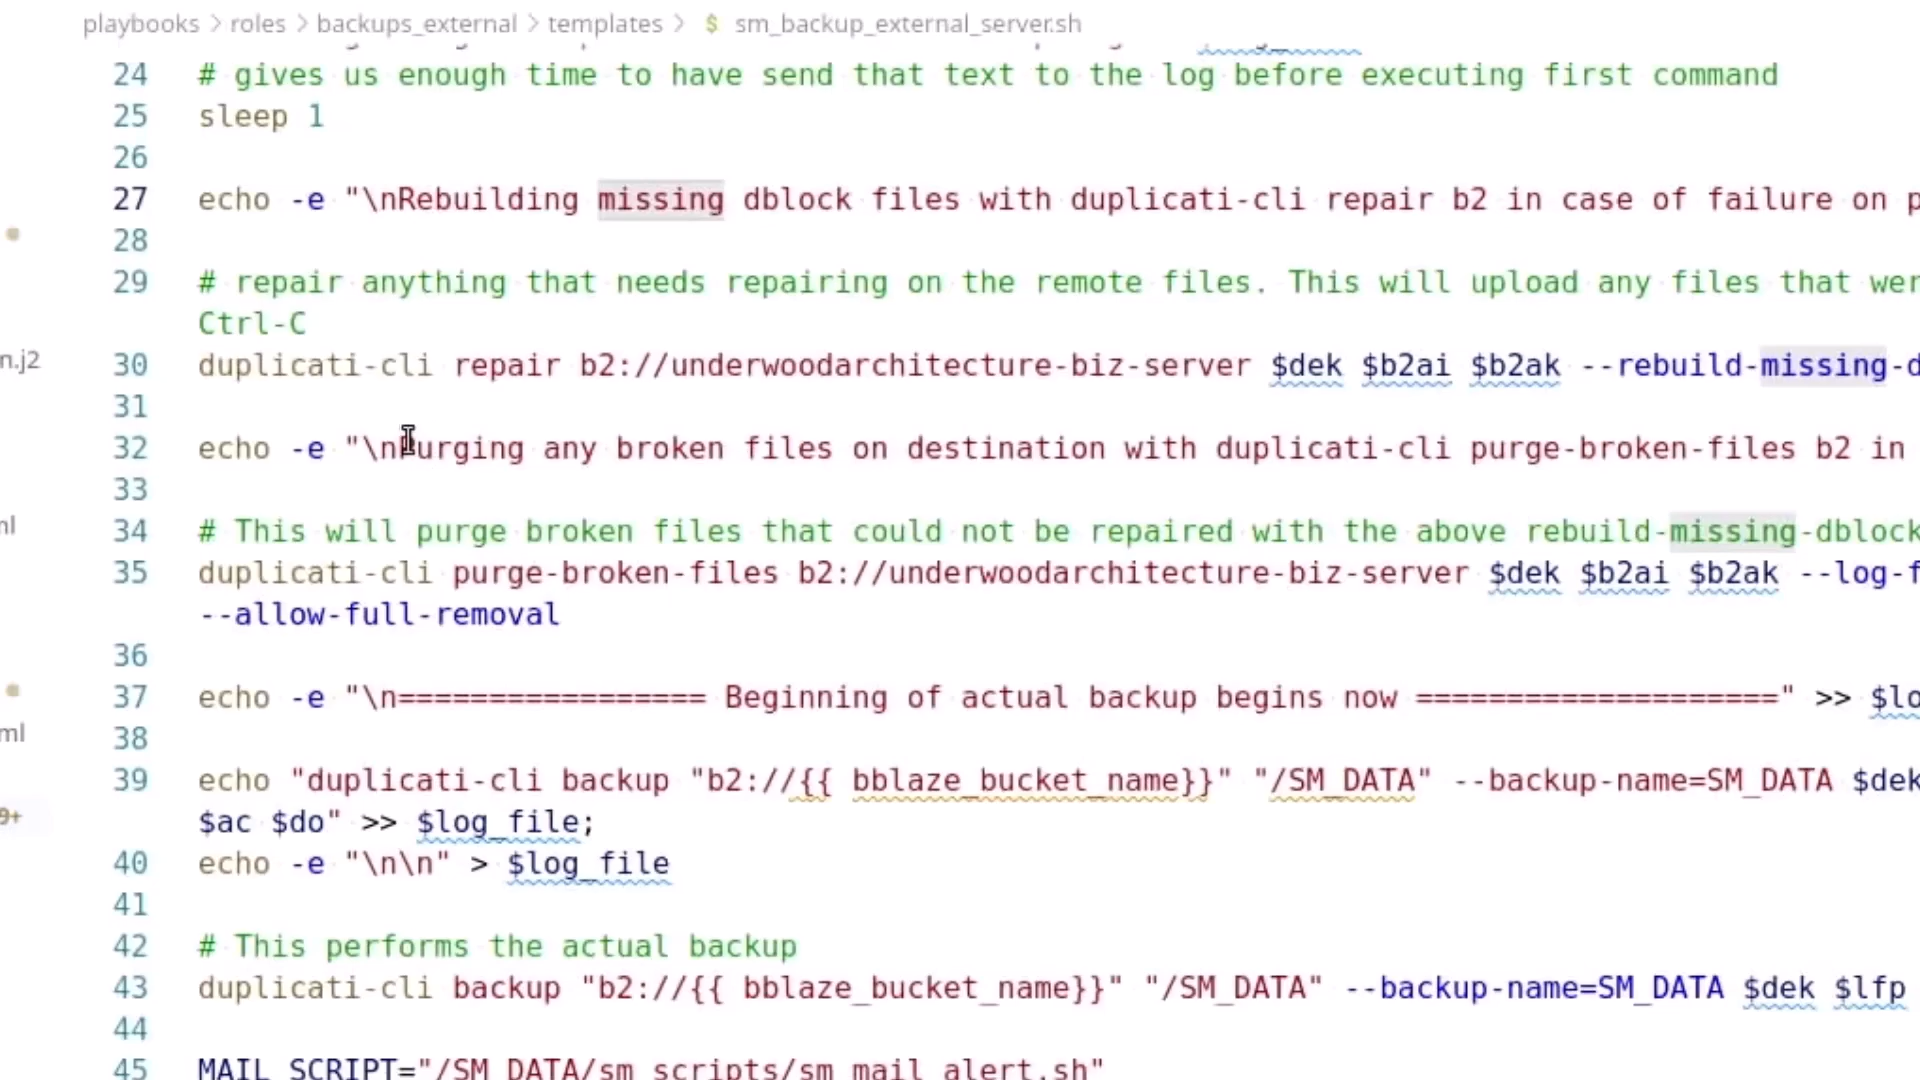 playbooks > roles > backups_external > templates > $ sm_backup_external_server.sh
24 # gives us enough time to have send that text to the log before executing first command
25 sleep 1
26
27 echo -e "\nRebuilding missing dblock files with duplicati-cli repair b2 in case of failure on p
28
29 # repair anything that needs repairing on the remote files. This will upload any files that wer
Ctrl-C
n.j2
30 duplicati-cli repair b2://underwoodarchitecture-biz-server $dek $b2ai $b2ak --rebuild-missing-d
31
32 echo -e "\nPurging any broken files on destination with duplicati-cli purge-broken-files b2 in
33
ml
34 # This will purge broken files that could not be repaired with the above rebuild-missing-dblock
35 duplicati-cli purge-broken-files b2://underwoodarchitecture-biz-server $dek $b2ai $b2ak --log-f
--allow-full-removal
36
37 echo -e "\n================= Beginning of actual backup begins now ====================" >> $lo
ml
38
39 echo "duplicati-cli backup "b2://{{ bblaze_bucket_name}}" "/SM_DATA" --backup-name=SM_DATA $dek
9+
$ac $do" >> $log_file;
40 echo -e "\n\n" > $log_file
41
42 # This performs the actual backup
43 duplicati-cli backup "b2://{{ bblaze_bucket_name}}" "/SM_DATA" --backup-name=SM_DATA $dek $lfp
44
45 MAIL_SCRIPT="/SM_DATA/sm_scripts/sm_mail_alert.sh"